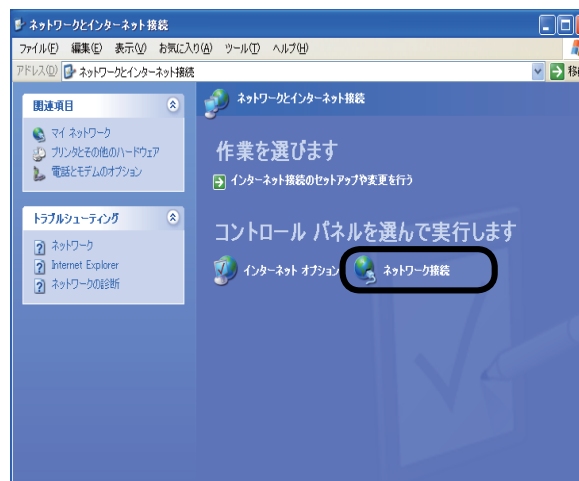 ネットワークとインターネット接続
ファイル(F) 編集(E) 表示(V) お気に入り(A) ツール(T) ヘルプ(H)
アドレス(D) ネットワークとインターネット接続 移
関連項目
マイ ネットワーク
プリンタとその他のハードウェア
電話とモデムのオプション
トラブルシューティング
ネットワーク
Internet Explorer
ネットワークの診断
ネットワークとインターネット接続
作業を選びます
インターネット接続のセットアップや変更を行う
コントロール パネルを選んで実行します
インターネット オプション ネットワーク接続